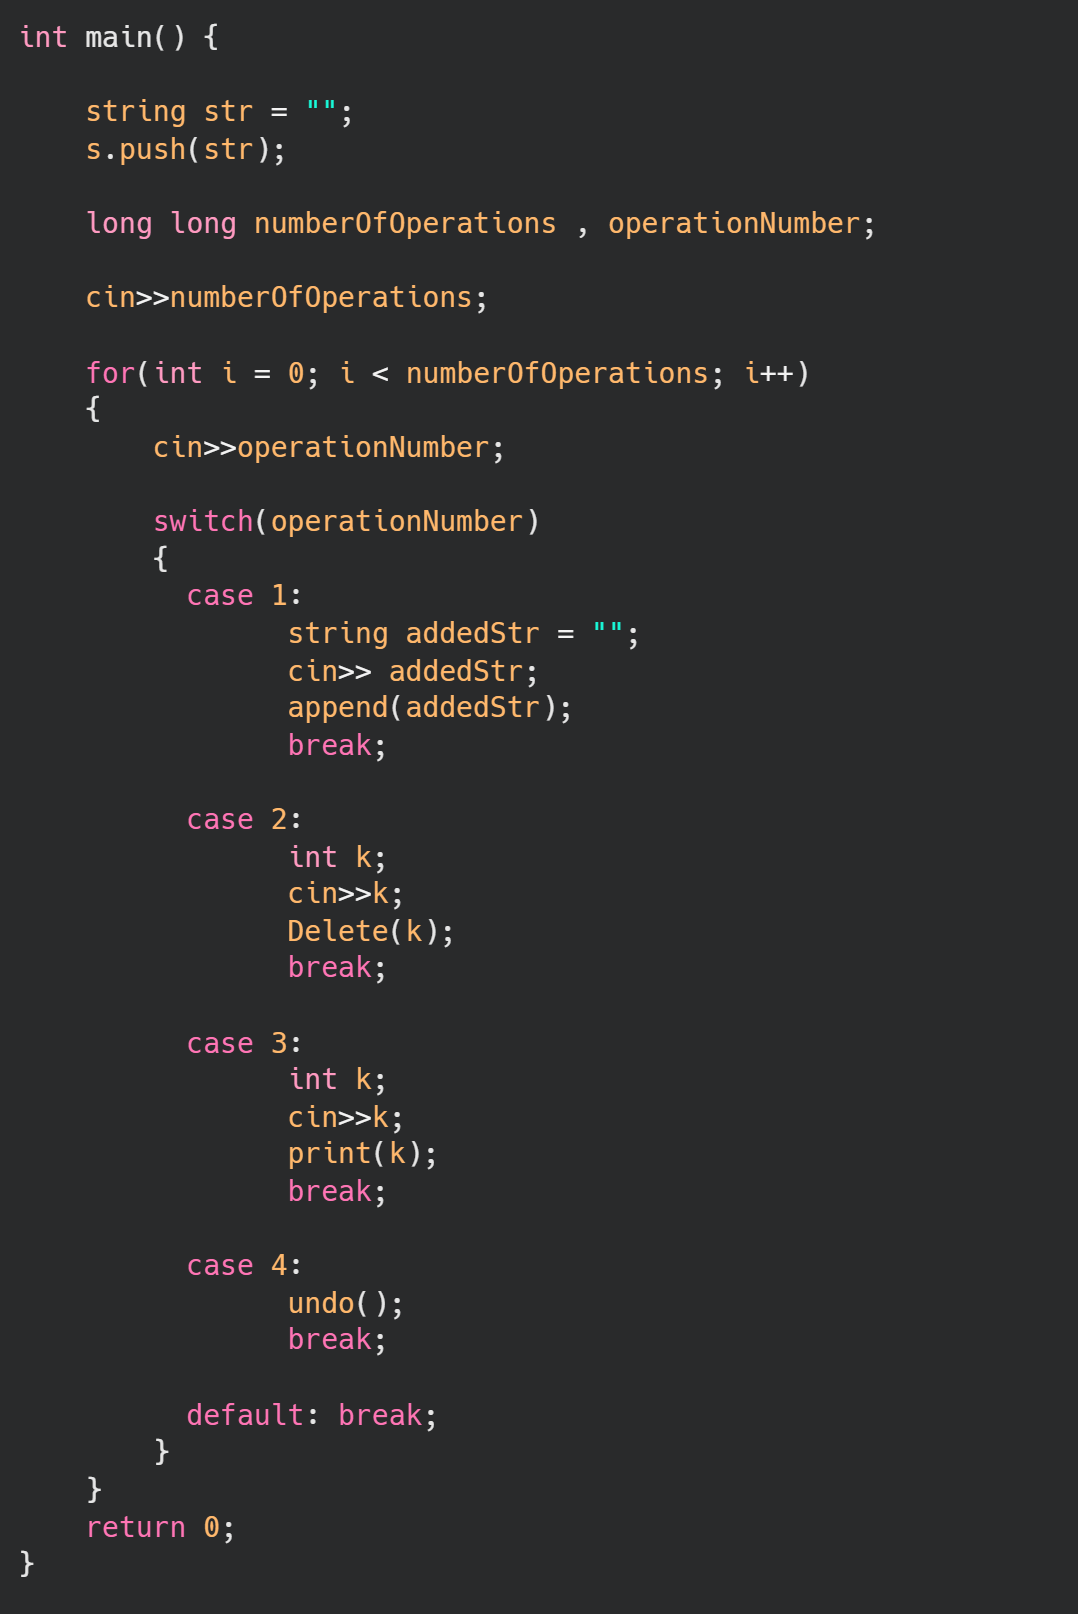 int main() {
string str = "";
s.push(str);
long long numberOfOperations , operationNumber;
cin>>numberOfOperations;
for(int i = 0; i < numberOfOperations; i++)
{
cin>>operationNumber;
switch(operationNumber)
{
case 1:
string addedStr = "";
cin>> addedStr;
append(addedStr);
break;
case 2:
int k;
cin>>k;
Delete(k);
break;
case 3:
int k;
cin>>k;
print(k);
break;
case 4:
undo();
break;
default: break;
}
}
return 0;
}